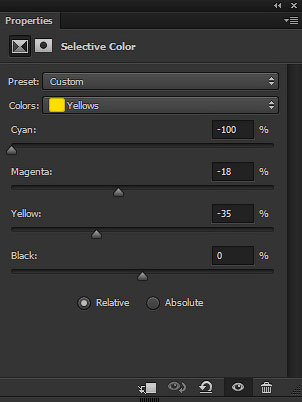 Properties
Selective Color
Preset: Custom
Colors: Yellows
Cyan: -100 %
Magenta: -18 %
Yellow: -35 %
Black: 0 %
Relative Absolute